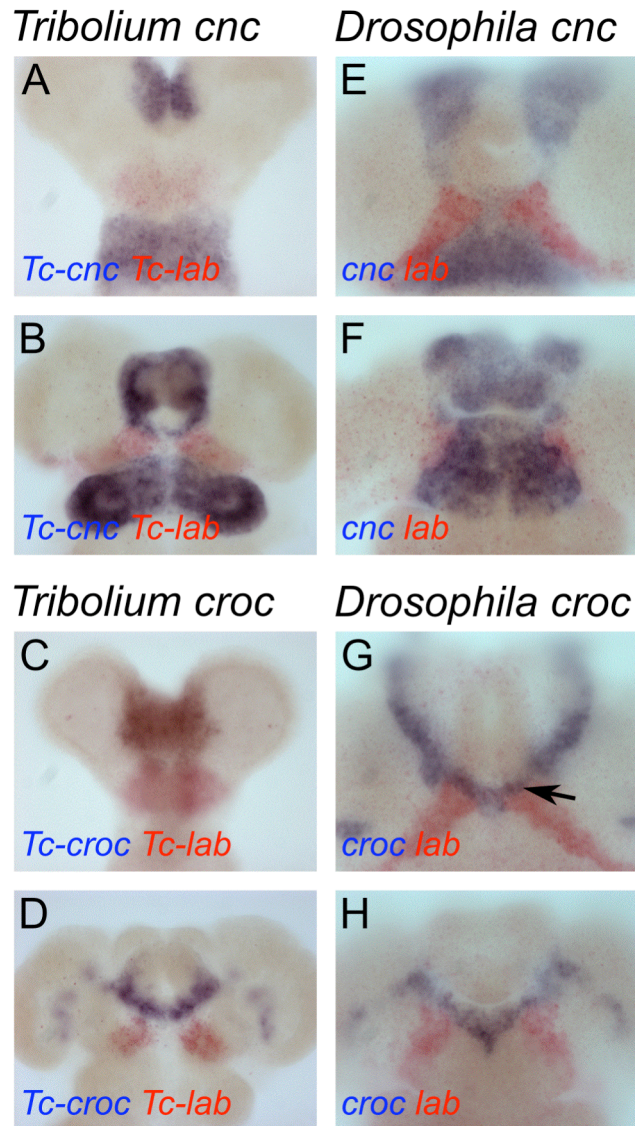 Tribolium cnc
Drosophila cnc
A
E
Tc-cnc Tc-lab
cnc lab
B
F
Tc-cnc Tc-lab
cnc lab
Tribolium croc
Drosophila croc
C
G
Tc-croc Tc-lab
croc lab
D
H
Tc-croc Tc-lab
croc lab